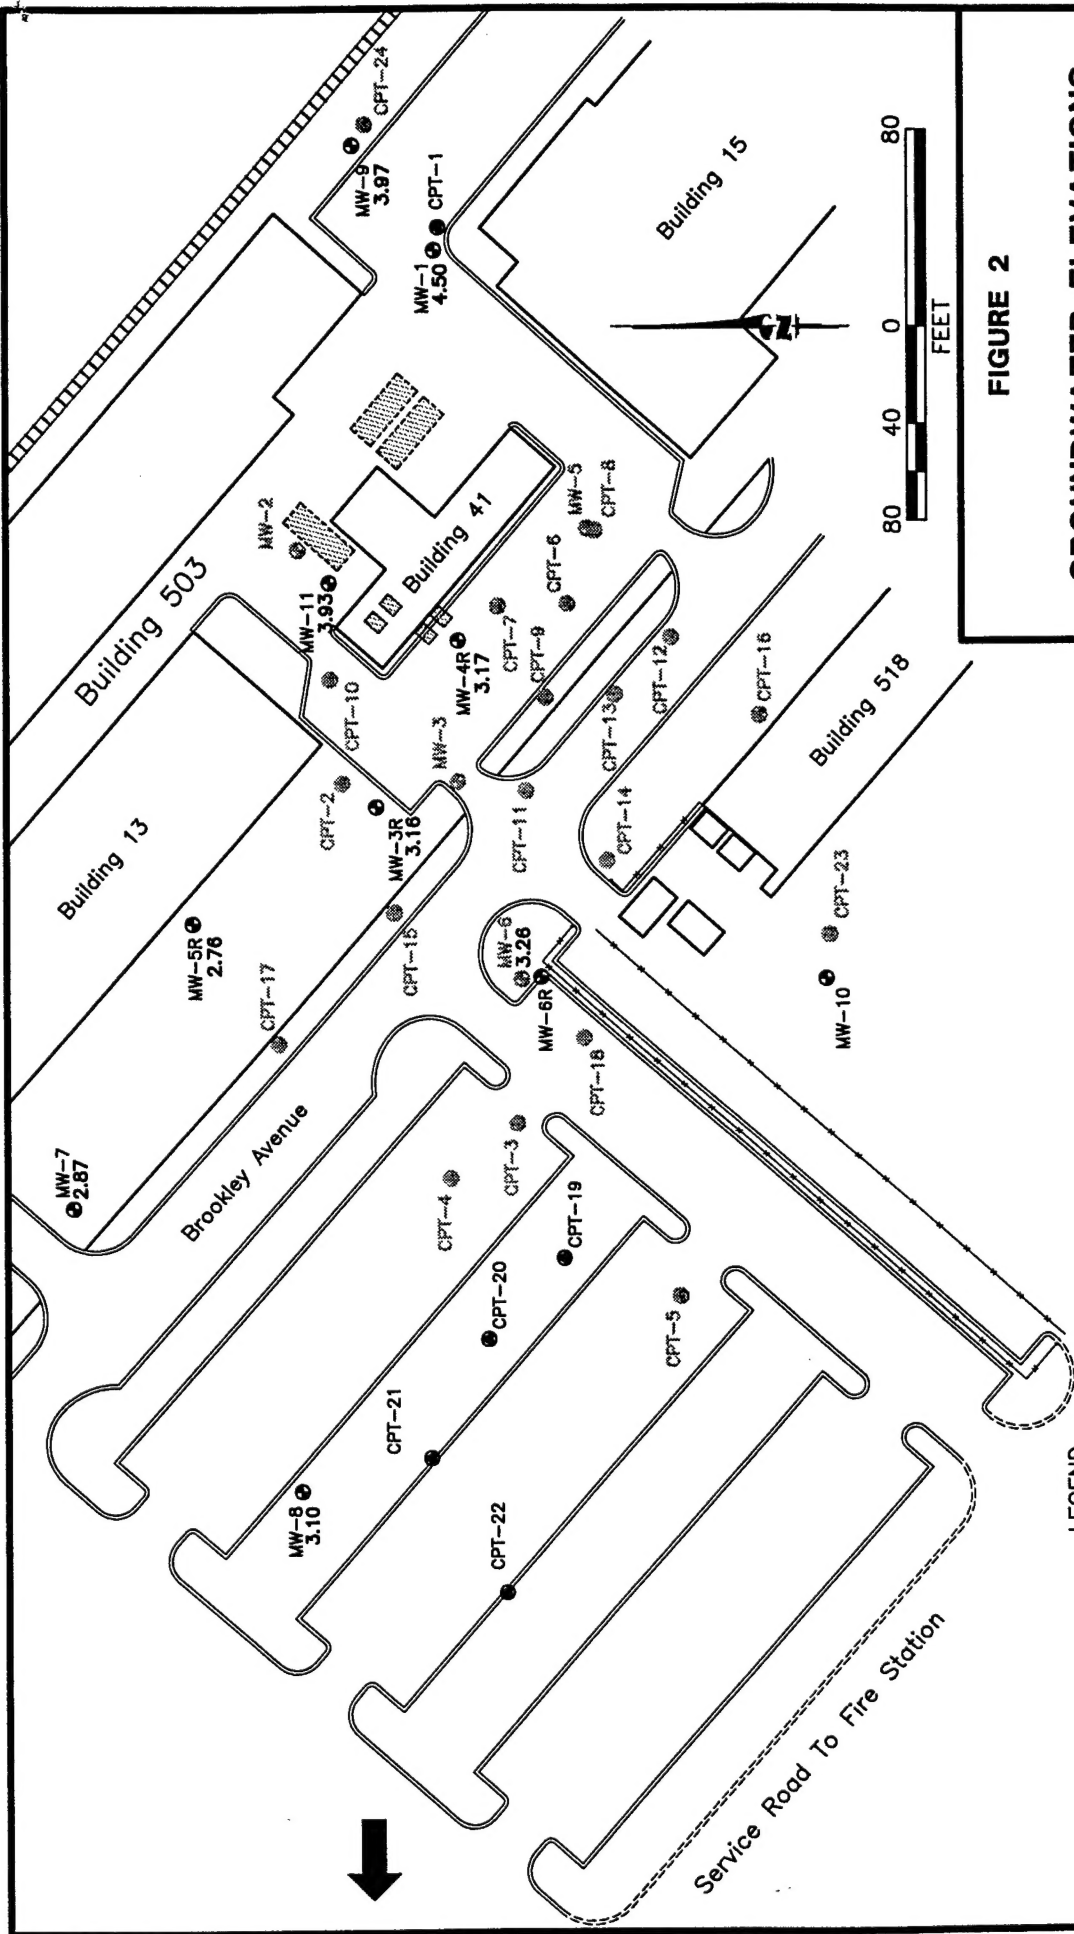 CPT-24
MW-9
3.97
CPT-1
MW-1
4.50
Building 15
Building 503
MW-2
MW-11
3.93
Building 41
MW-5
CPT-8
CPT-6
CPT-7
CPT-9
MW-4R
3.17
CPT-10
MW-3
CPT-12
CPT-13
CPT-16
Building 518
Building 13
CPT-2
MW-3R
3.16
CPT-11
CPT-14
CPT-15
MW-5R
2.76
CPT-17
MW-6
3.26
MW-6R
CPT-23
MW-10
CPT-18
MW-7
2.87
Brookley Avenue
CPT-3
CPT-4
CPT-19
CPT-20
CPT-5
CPT-21
MW-8
3.10
CPT-22
Service Road To Fire Station
N
80 40 0 80
FEET
FIGURE 2
GROUNDWATER ELEVATIONS
LEGEND